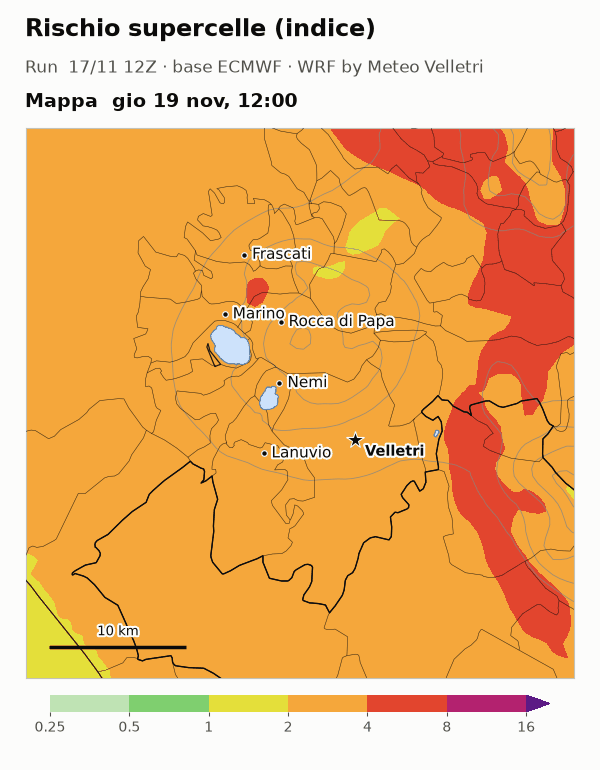 Rischio supercelle (indice)
Run  17/11 12Z · base ECMWF · WRF by Meteo Velletri
Mappa  gio 19 nov, 12:00
Frascati
Marino
Rocca di Papa
Nemi
Lanuvio
Velletri
10 km
0.25 0.5 1 2 4 8 16